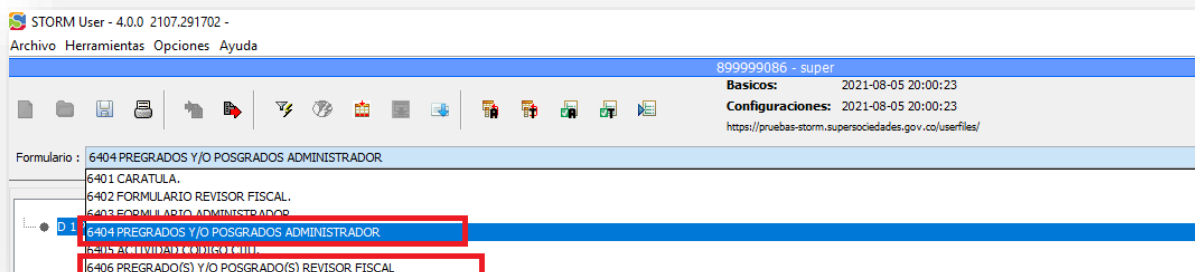 STORM User - 4.0.0 2107.291702 -
Archivo Herramientas Opciones Ayuda
899999086 - super
Basicos: 2021-08-05 20:00:23
Configuraciones: 2021-08-05 20:00:23
https://pruebas-storm.supersociedades.gov.co/userfiles/
Formulario : 6404 PREGRADOS Y/O POSGRADOS ADMINISTRADOR
6401 CARATULA.
6402 FORMULARIO REVISOR FISCAL.
6403 FORMULARIO ADMINISTRADOR
D 1
6404 PREGRADOS Y/O POSGRADOS ADMINISTRADOR
6405 ACTIVIDAD CODIGO CIIU.
6406 PREGRADO(S) Y/O POSGRADO(S) REVISOR FISCAL